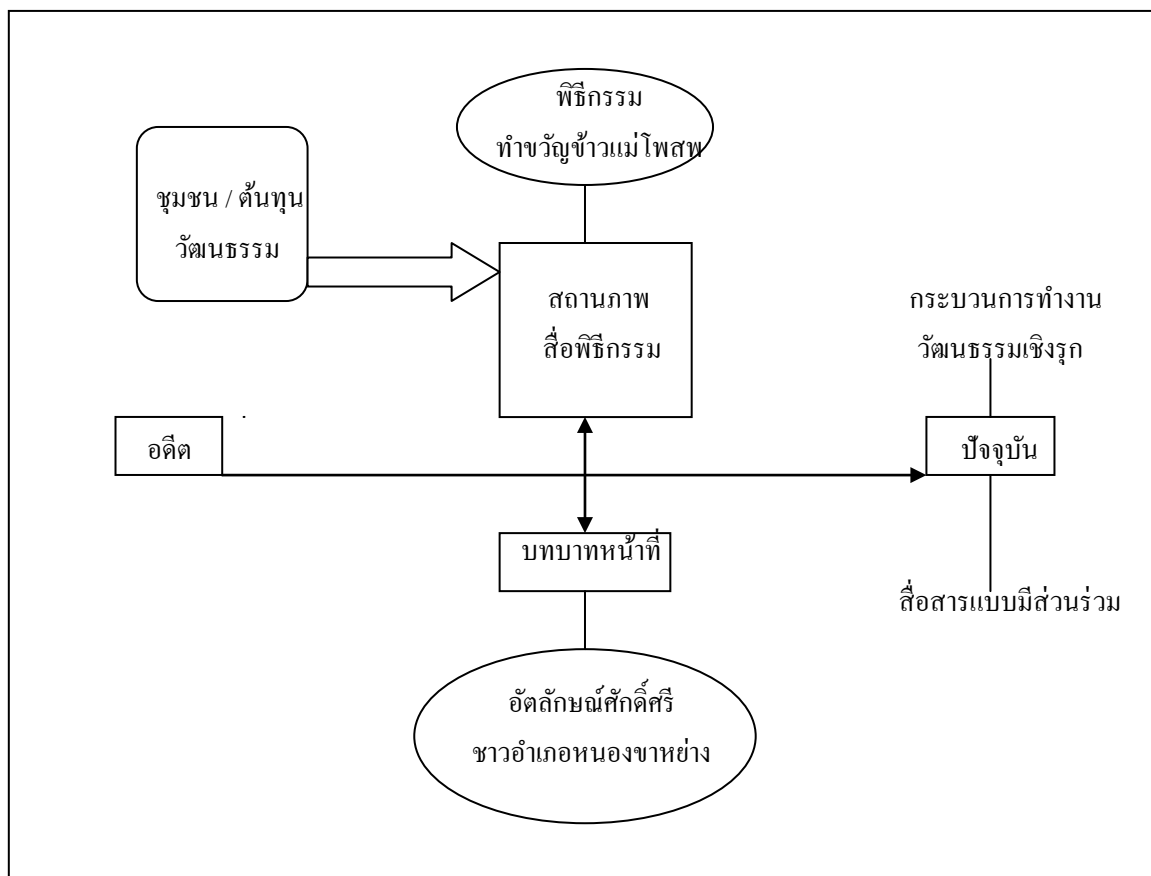 พิธีกรรม
ทำขวัญข้าวแม่โพสพ
ชุมชน / ต้นทุน
วัฒนธรรม
สถานภาพ
สื่อพิธีกรรม
กระบวนการทำงาน
วัฒนธรรมเชิงรุก
อดีต
ปัจจุบัน
บทบาทหน้าที่
สื่อสารแบบมีส่วนร่วม
อัตลักษณ์ศักดิ์ศรี
ชาวอำเภอหนองขาหย่าง